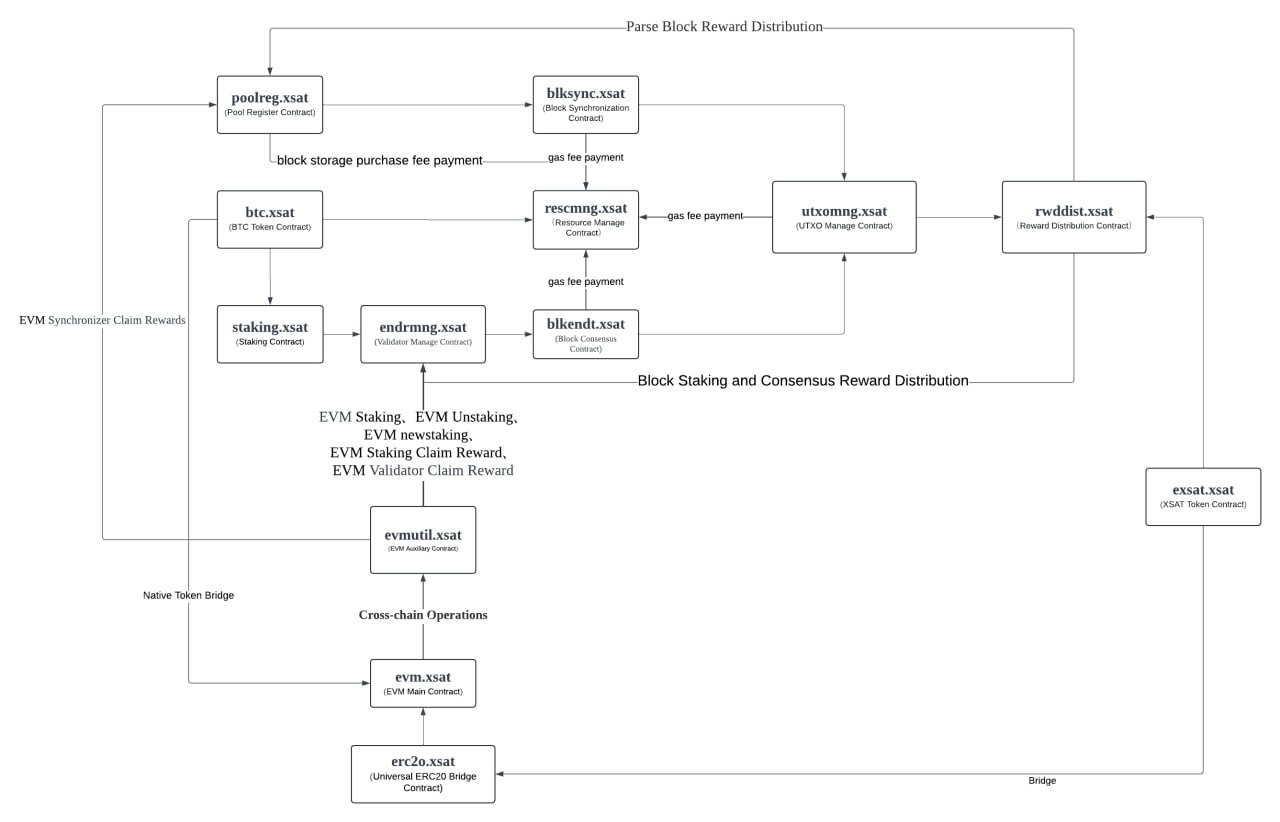 Parse Block Reward Distribution
poolreg.xsat
(Pool Register Contract)
blksync.xsat
(Block Synchronization
Contract)
block storage purchase fee payment
gas fee payment
btc.xsat
(BTC Token Contract)
rescmng.xsat
（Resource Manage
Contract）
gas fee payment
utxomng.xsat
(UTXO Manage Contract)
rwddist.xsat
（Reward Distribution Contract）
gas fee payment
EVM Synchronizer Claim Rewards
staking.xsat
(Staking Contract)
endrmng.xsat
(Validator Manage Contract)
blkendt.xsat
(Block Consensus
Contract)
Block Staking and Consensus Reward Distribution
EVM Staking、EVM Unstaking、
EVM newstaking、
EVM Staking Claim Reward、
EVM Validator Claim Reward
exsat.xsat
(XSAT Token Contract)
evmutil.xsat
(EVM Auxiliary Contract)
Native Token Bridge
Cross-chain Operations
evm.xsat
(EVM Main Contract)
erc2o.xsat
(Universal ERC20 Bridge
Contract)
Bridge